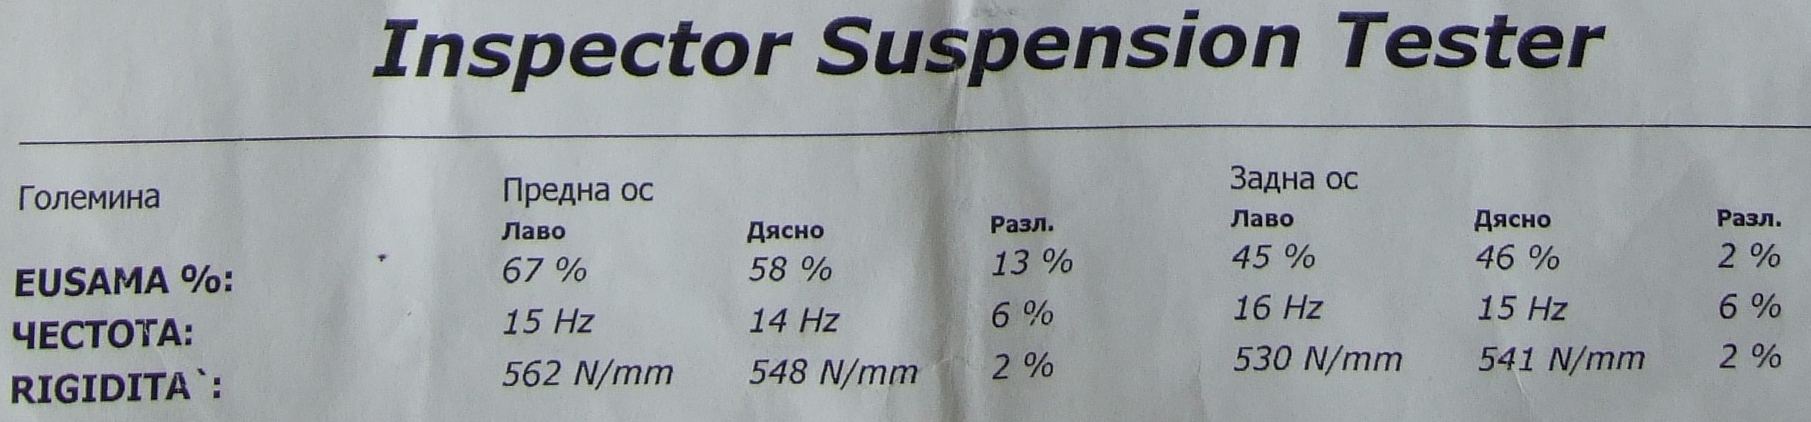 Inspector Suspension Tester
Големина Предна ос Задна ос
Лаво Дясно Разл. Лаво Дясно Разл.
EUSAMA %: 67 % 58 % 13 % 45 % 46 % 2 %
ЧЕСТОТА: 15 Hz 14 Hz 6 % 16 Hz 15 Hz 6 %
RIGIDITA`: 562 N/mm 548 N/mm 2 % 530 N/mm 541 N/mm 2 %